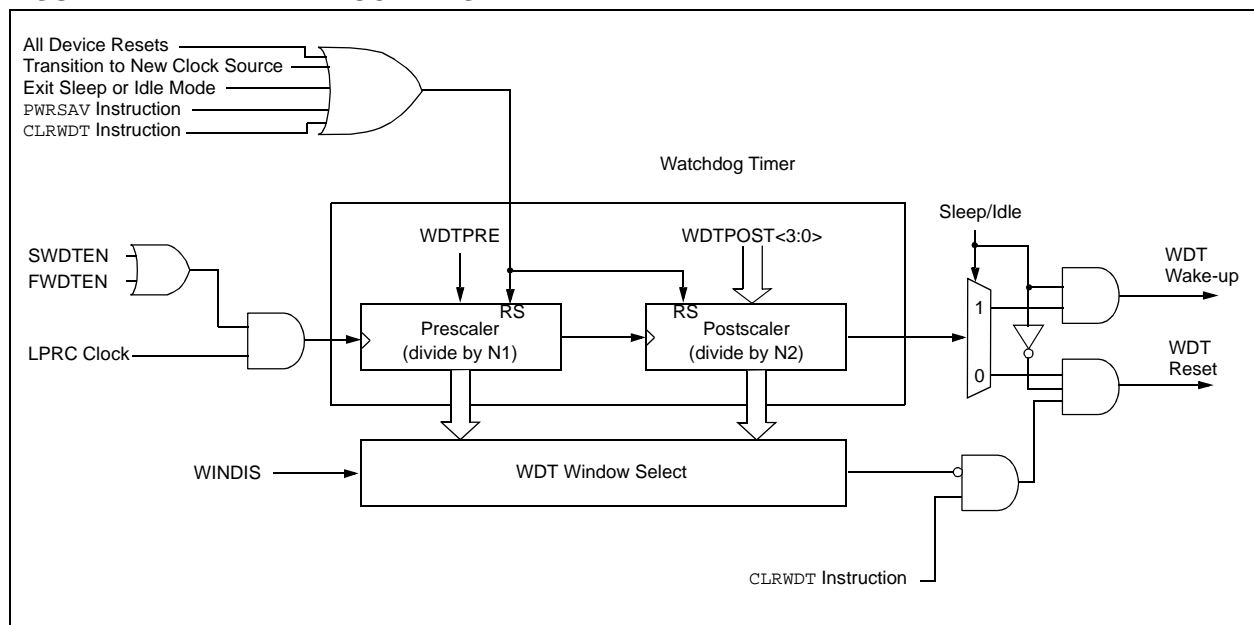 All Device Resets
Transition to New Clock Source
Exit Sleep or Idle Mode
PWRSAV Instruction
CLRWDT Instruction
Watchdog Timer
Sleep/Idle
WDTPRE
WDTPOST<3:0>
SWDTEN
FWDTEN
WDT
Wake-up
RS
RS
1
Prescaler
(divide by N1)
Postscaler
(divide by N2)
LPRC Clock
WDT
Reset
0
WINDIS
WDT Window Select
CLRWDT Instruction